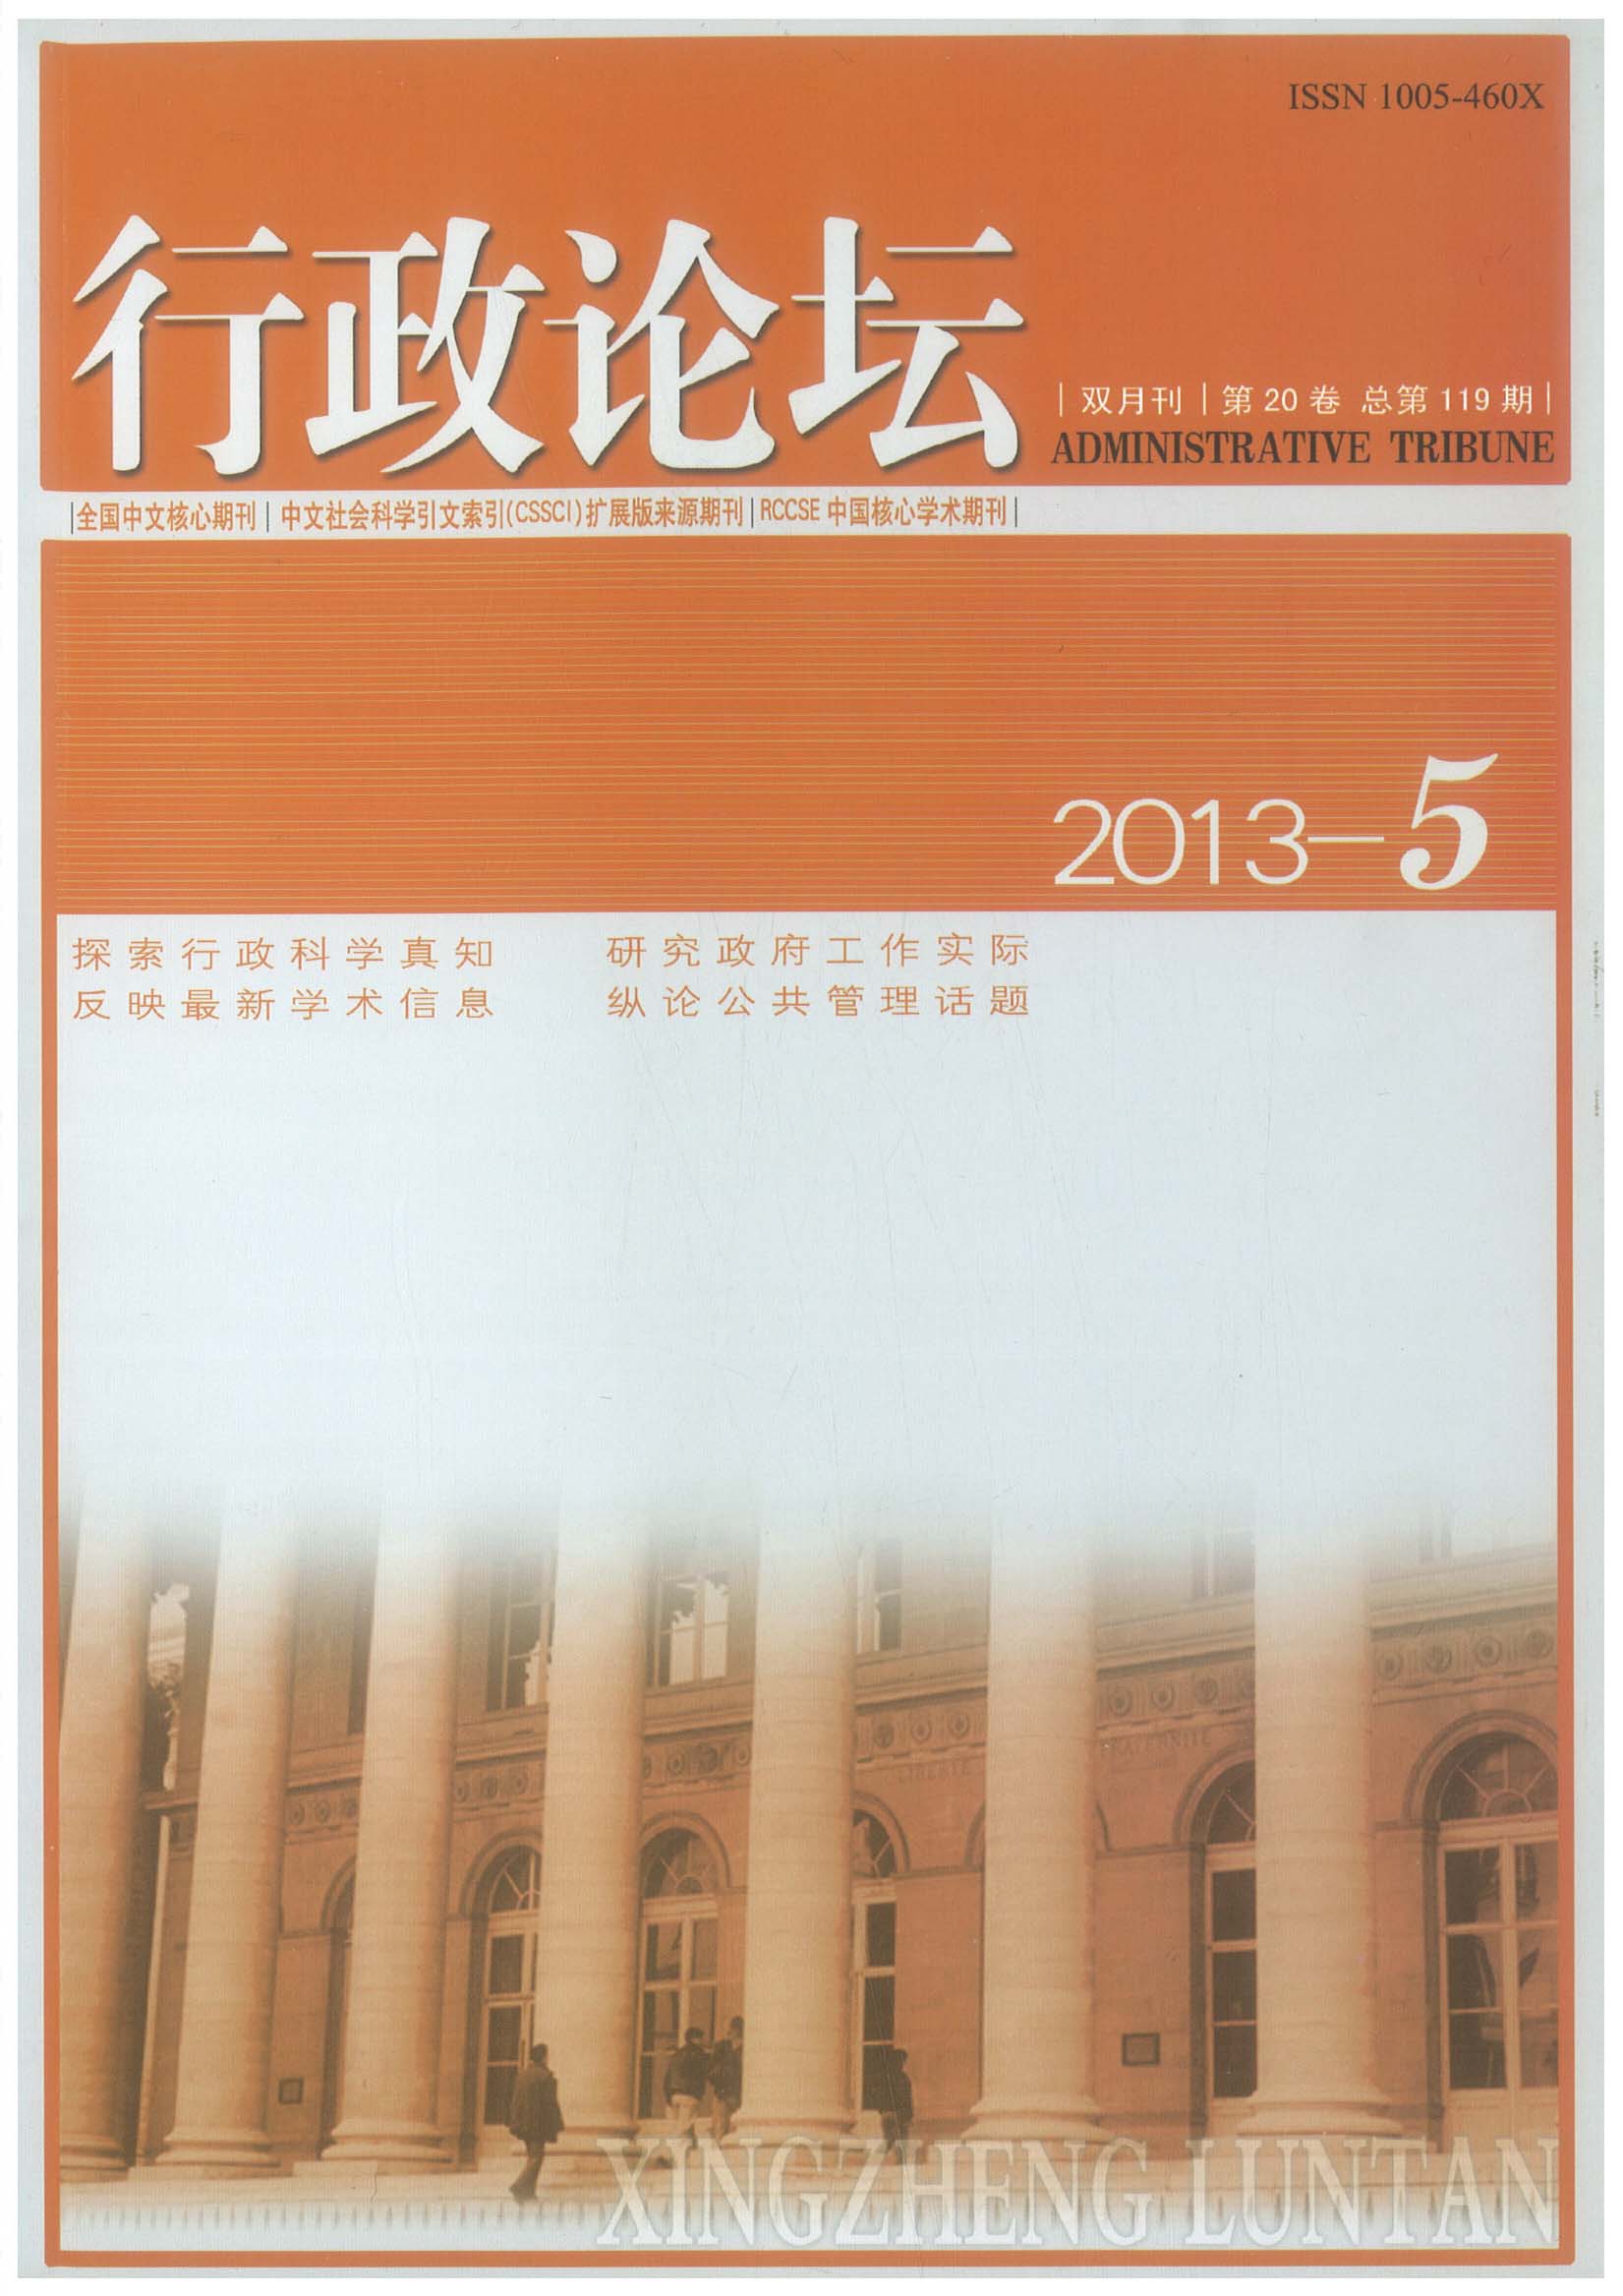 ISSN 1005-460X
行政论坛
|双月刊|第20卷 总第119期|
ADMINISTRATIVE TRIBUNE
|全国中文核心期刊|中文社会科学引文索引(CSSCI)扩展版来源期刊|RCCSE 中国核心学术期刊|
2013—5
探索行政科学真知 研究政府工作实际
反映最新学术信息 纵论公共管理话题
FRATERNITE
LIBERTE
XINGZHENG LUNTAN